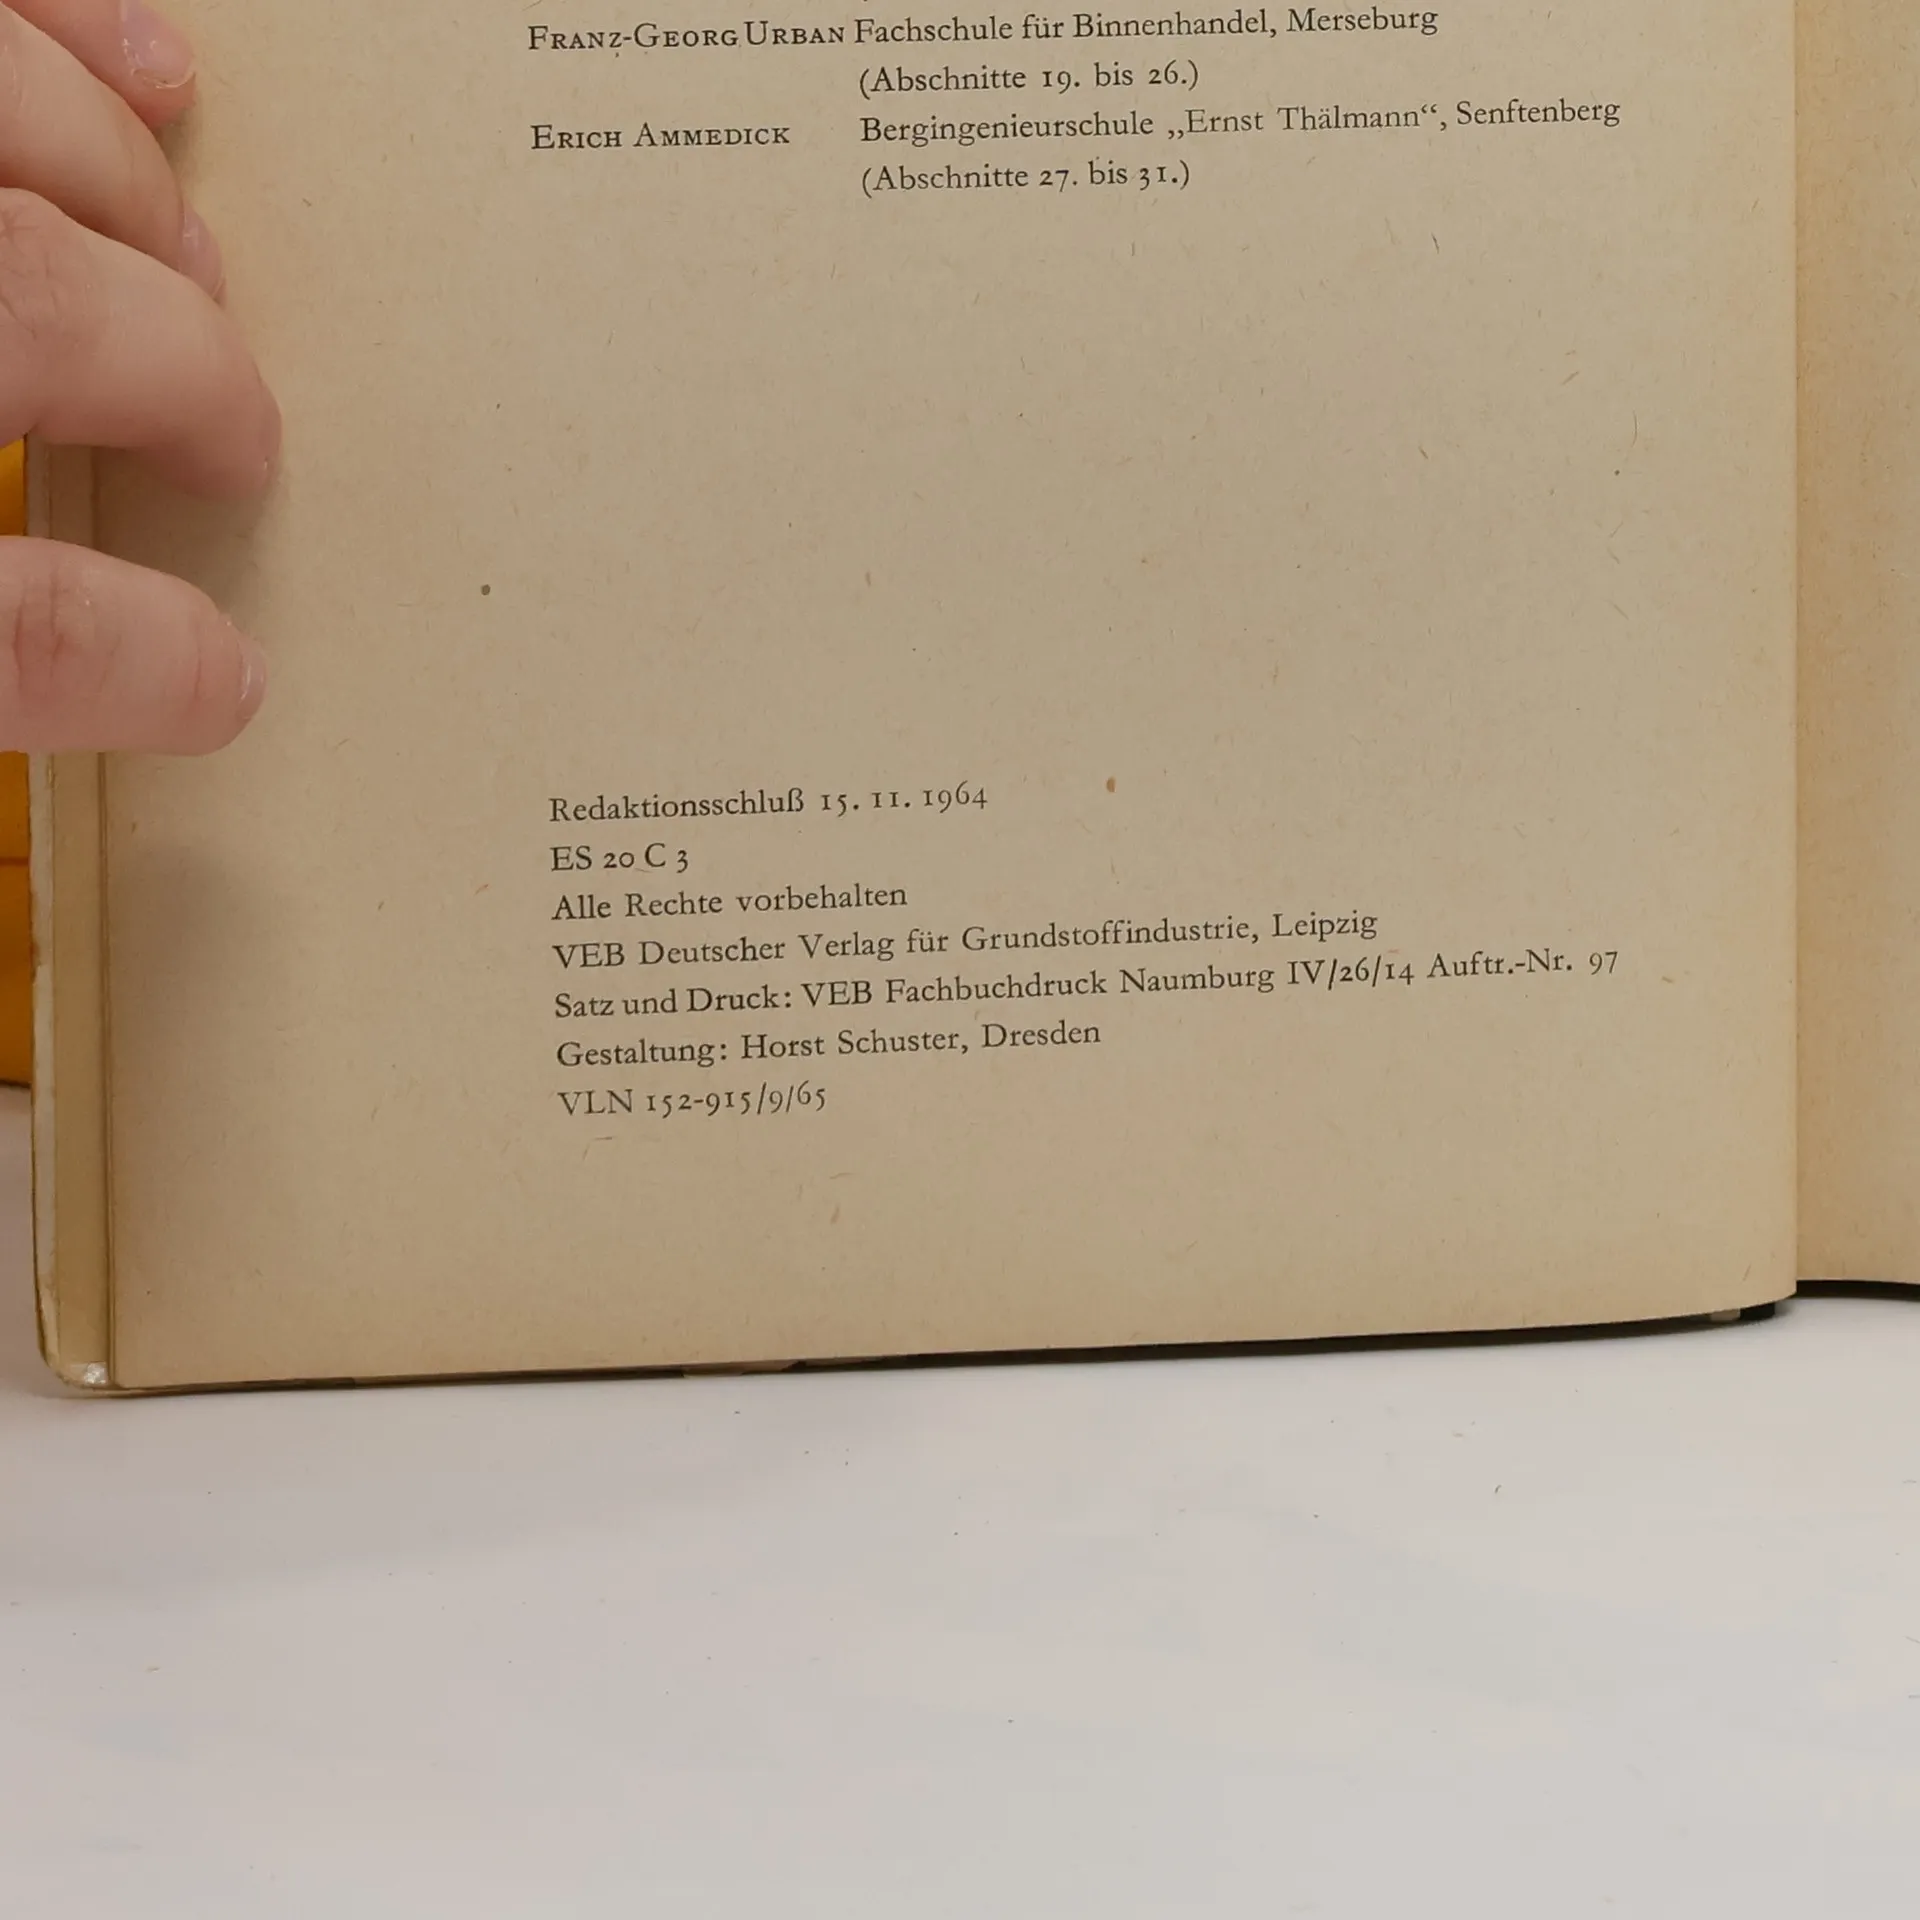 Franz-Georg Urban Fachschule für Binnenhandel, Merseburg
(Abschnitte 19. bis 26.)
Erich Ammedick Bergingenieurschule „Ernst Thälmann“, Senftenberg
(Abschnitte 27. bis 31.)
Redaktionsschluß 15. 11. 1964
ES 20 C 3
Alle Rechte vorbehalten
VEB Deutscher Verlag für Grundstoffindustrie, Leipzig
Satz und Druck: VEB Fachbuchdruck Naumburg IV/26/14 Auftr.-Nr. 97
Gestaltung: Horst Schuster, Dresden
VLN 152-915/9/65